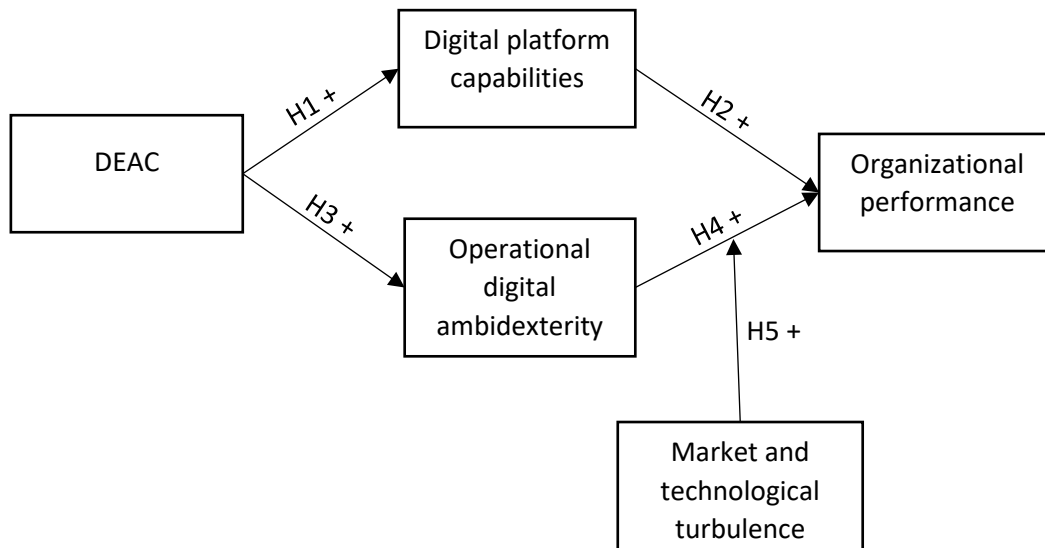 Digital platform
capabilities
H1 +
H2 +
DEAC
Organizational
performance
H3 +
H4 +
Operational
digital
ambidexterity
H5 +
Market and
technological
turbulence